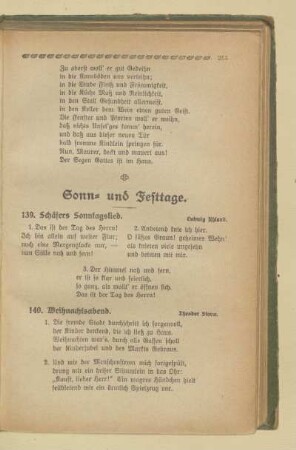 Zu oberst woll' er gut Gedeihn
in die Kornböden uns verleihn;
in die Stube Fleiß und Frömmigkeit,
in die Küche Maß und Reinlichkeit,
in den Stall Gesundheit allermeist,
in den Keller dem Wein einen guten Geist.
Die Fenster und Pforten woll' er weihn,
daß nichts Unsel'ges komm' herein,
und daß aus dieser neuen Tür
bald fromme Kindlein springen für.
Nun, Maurer, deckt und mauert aus!
Der Segen Gottes ist im Haus.
Sonn- und Festtage.
139. Schäfers Sonntagslied. Ludwig Uhland.
1. Das ist der Tag des Herrn!
Ich bin allein auf weiter Flur;
noch eine Morgenglocke nur, —
nun Stille nah und fern!
2. Anbetend knie ich hier.
O süßes Graun! geheimes Wehn!
als knieten viele ungesehn
und beteten mit mir.
3. Der Himmel nah und fern,
er ist so klar und feierlich,
so ganz, als wollt' er öffnen sich.
Das ist der Tag des Herrn!
140. Weihnachtsabend. Theodor Storm.
1. Die fremde Stadt durchschritt ich sorgenvoll,
der Kinder denkend, die ich ließ zu Haus.
Weihnachten war's, durch alle Gassen scholl
der Kinderjubel und des Markts Gebraus.
2. Und wie der Menschenstrom mich fortgespült,
drang mir ein heiser Stimmlein in das Ohr:
„Kauft, lieber Herr!" Ein magres Händchen hielt
feilbietend mir ein ärmlich Spielzeug vor.